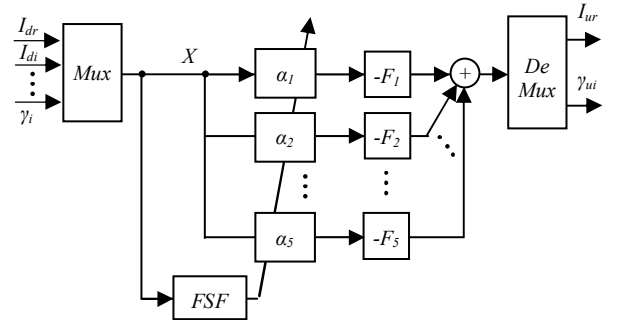 I_dr
I_di
γ_i
Mux
X
α_1
α_2
α_5
-F_1
-F_2
-F_5
FSF
+
De
Mux
I_ur
γ_ui